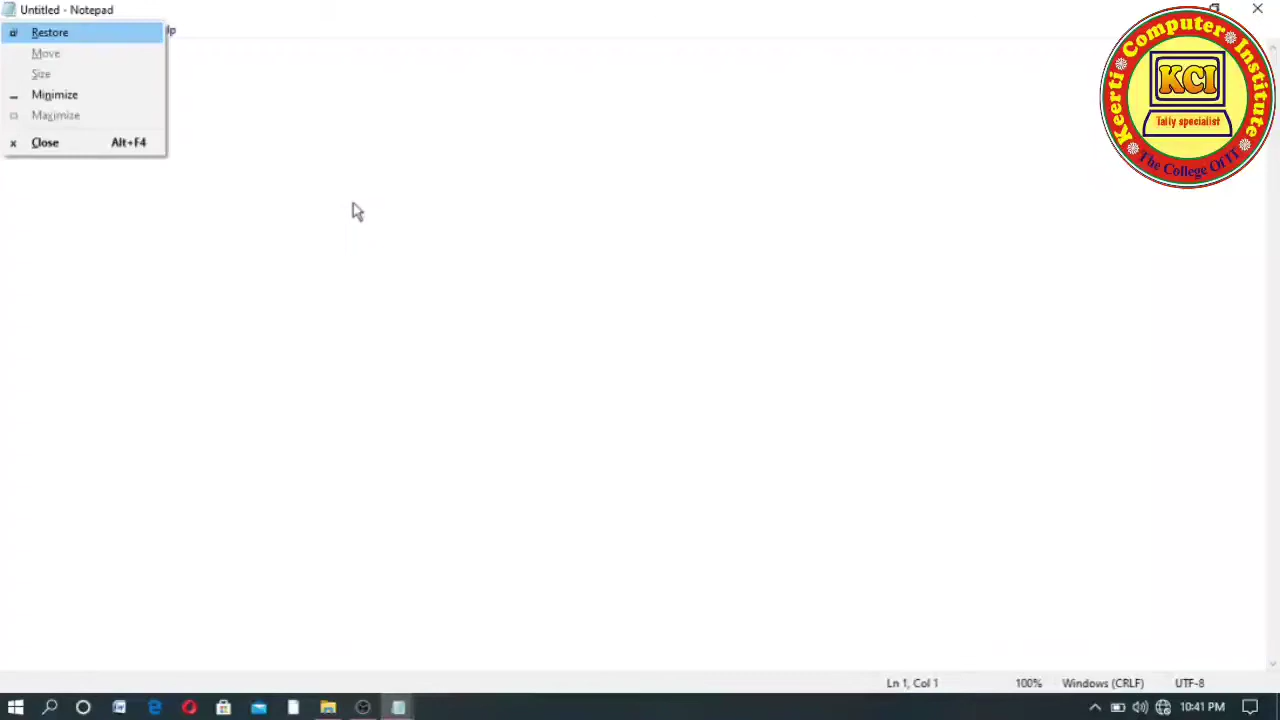 Untitled - Notepad
lp
Restore
Move
Size
Minimize
Maximize
Close Alt+F4
Keerti Computer Institute
KCI
Tally specialist
The College Of IT
Ln 1, Col 1 100% Windows (CRLF) UTF-8
10:41 PM